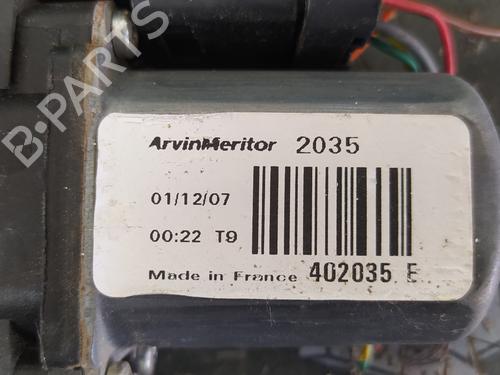 B-PARTS
ArvinMeritor 2035
01/12/07
00:22 T9
Made in France 402035 E